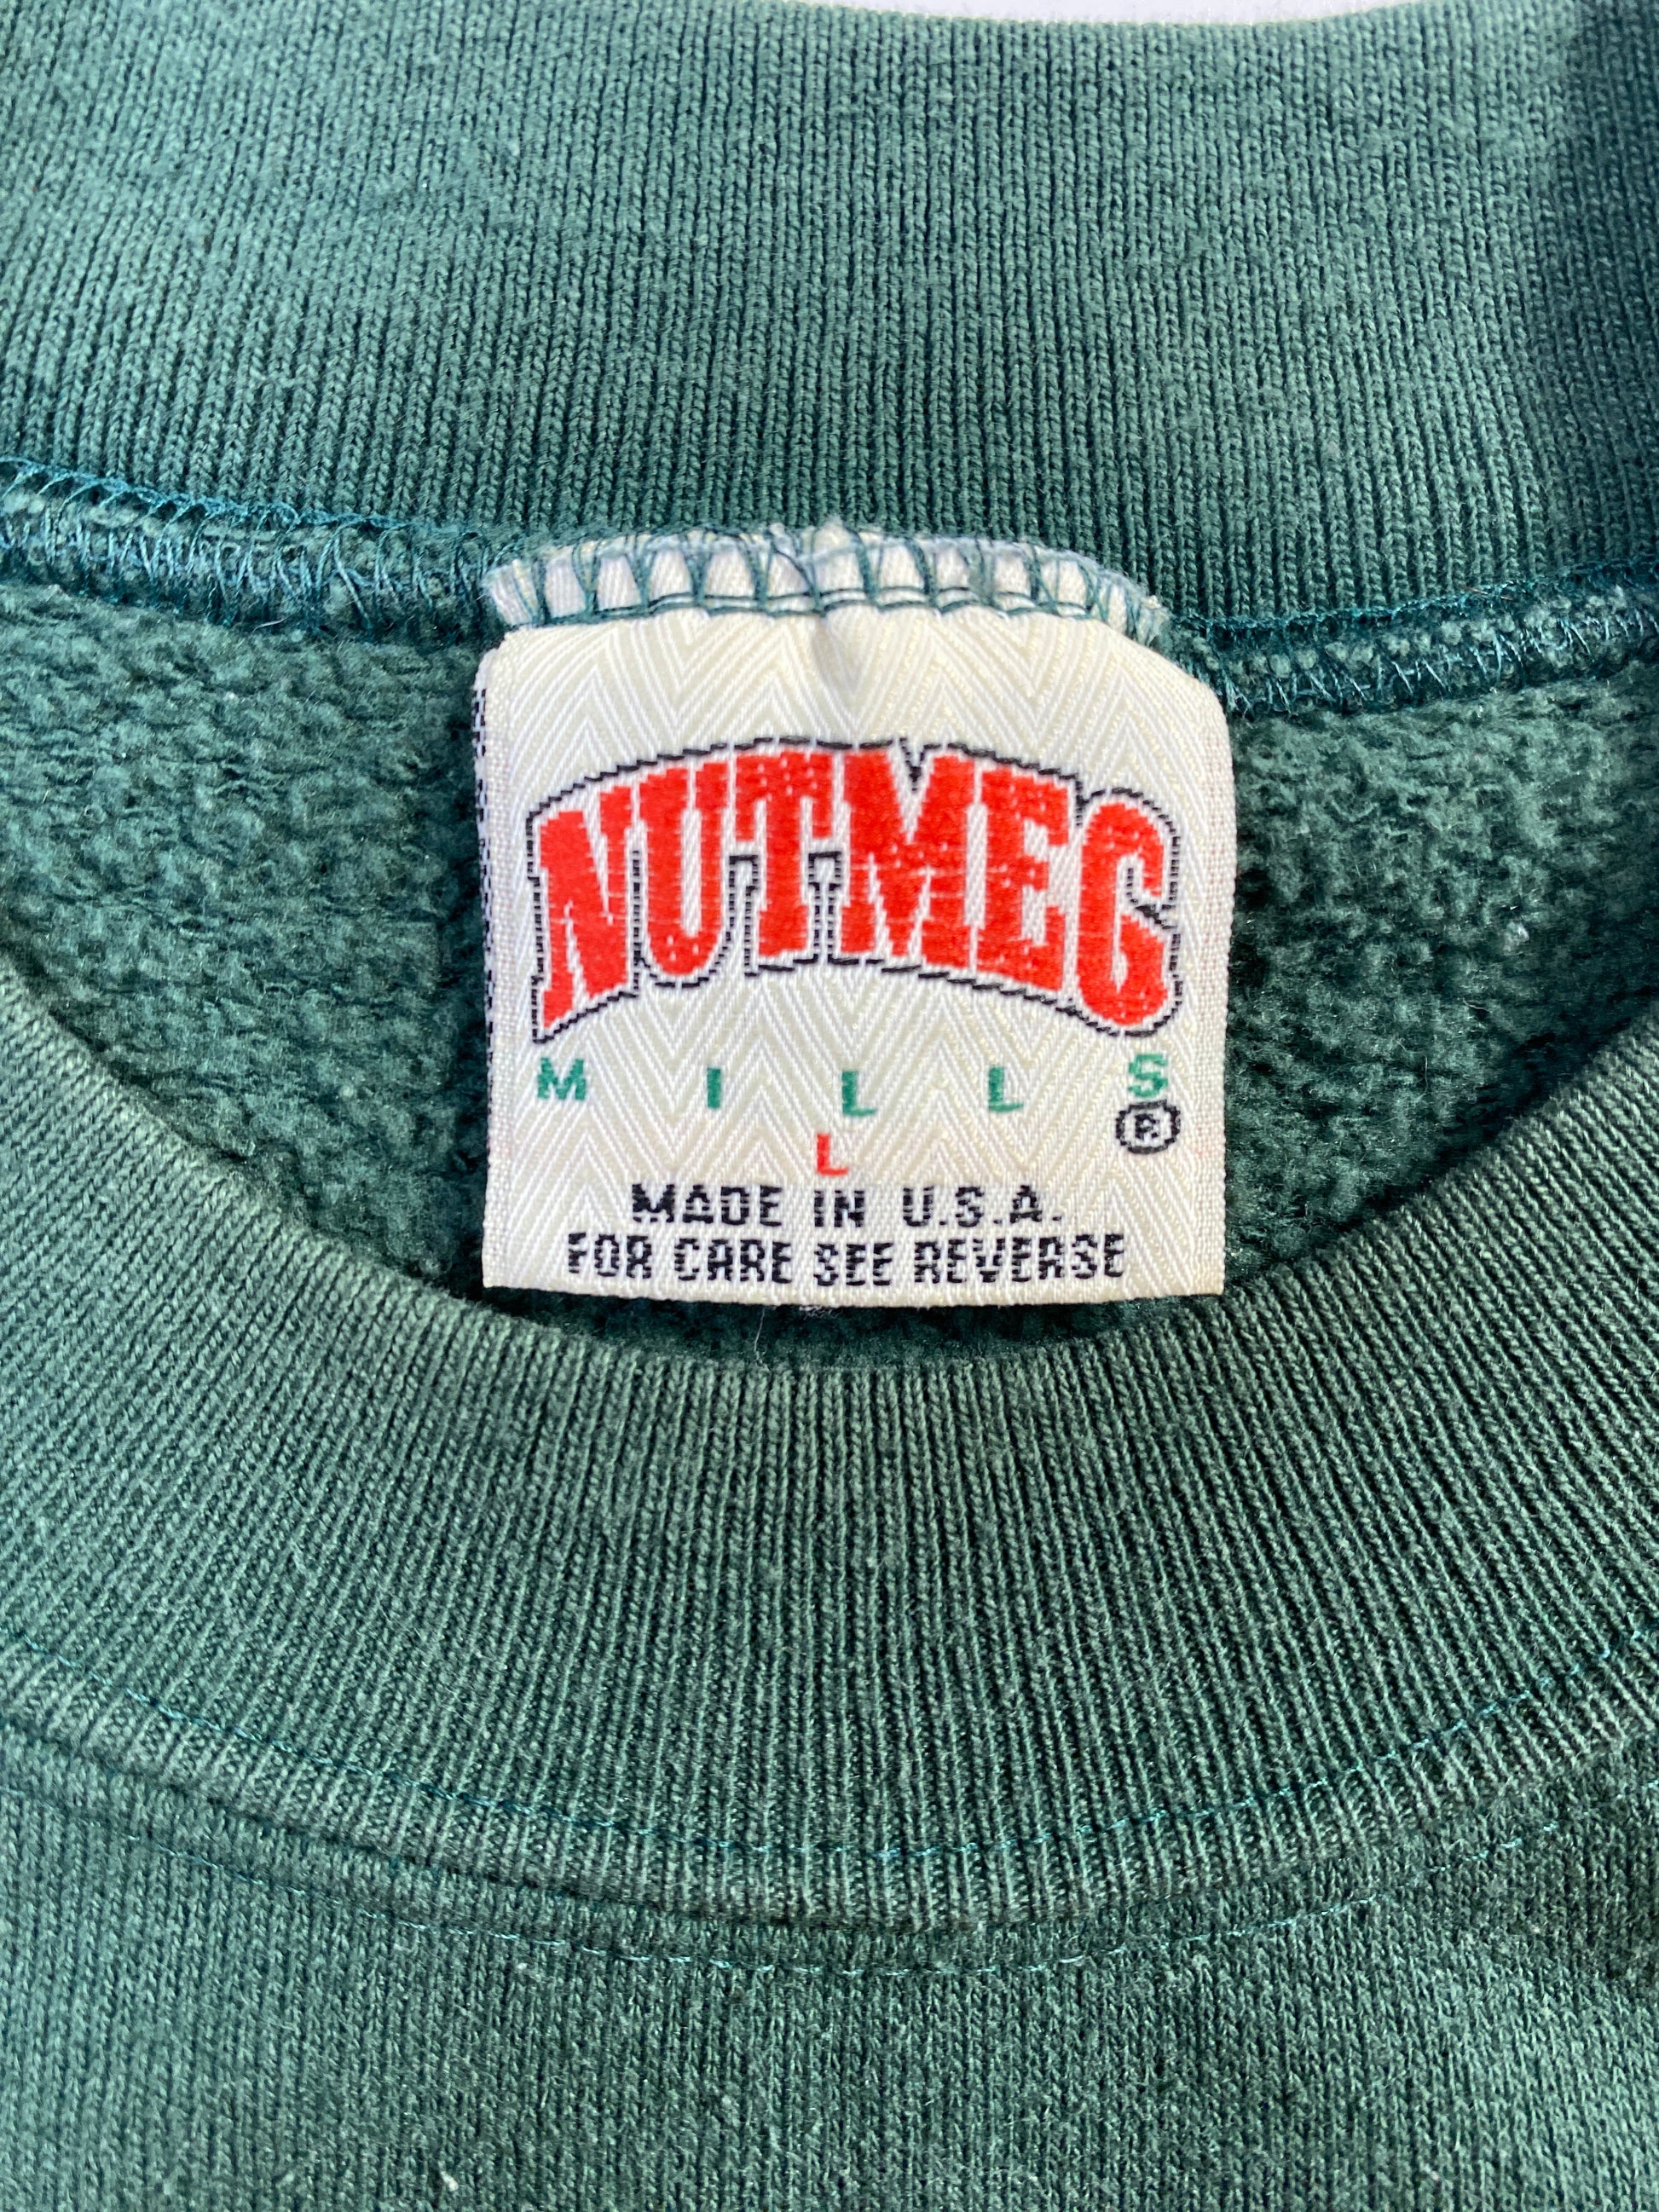 NUTMEG
MILLS
®
L
MADE IN U.S.A.
FOR CARE SEE REVERSE